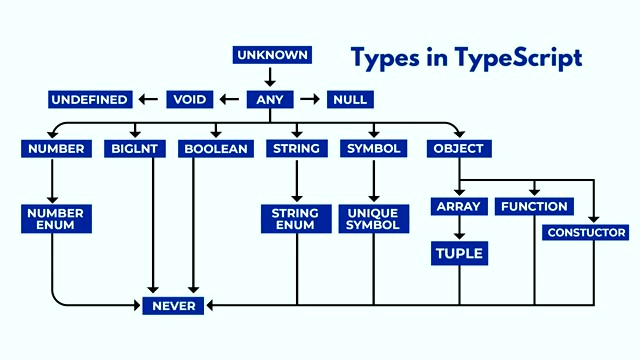 UNKNOWN
Types in TypeScript
UNDEFINED
VOID
ANY
NULL
NUMBER
BIGLNT
BOOLEAN
STRING
SYMBOL
OBJECT
NUMBER
ENUM
STRING
ENUM
UNIQUE
SYMBOL
ARRAY
FUNCTION
CONSTUCTOR
TUPLE
NEVER